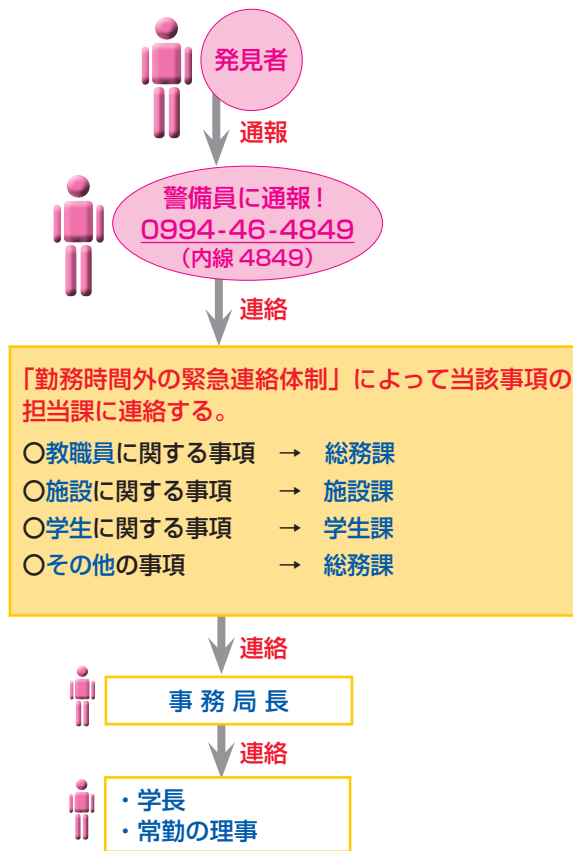 発見者
通報
警備員に通報！
0994-46-4849
（内線 4849）
連絡
「勤務時間外の緊急連絡体制」によって当該事項の
担当課に連絡する。
〇教職員に関する事項 → 総務課
〇施設に関する事項 → 施設課
〇学生に関する事項 → 学生課
〇その他の事項 → 総務課
連絡
事務局長
連絡
・学長
・常勤の理事